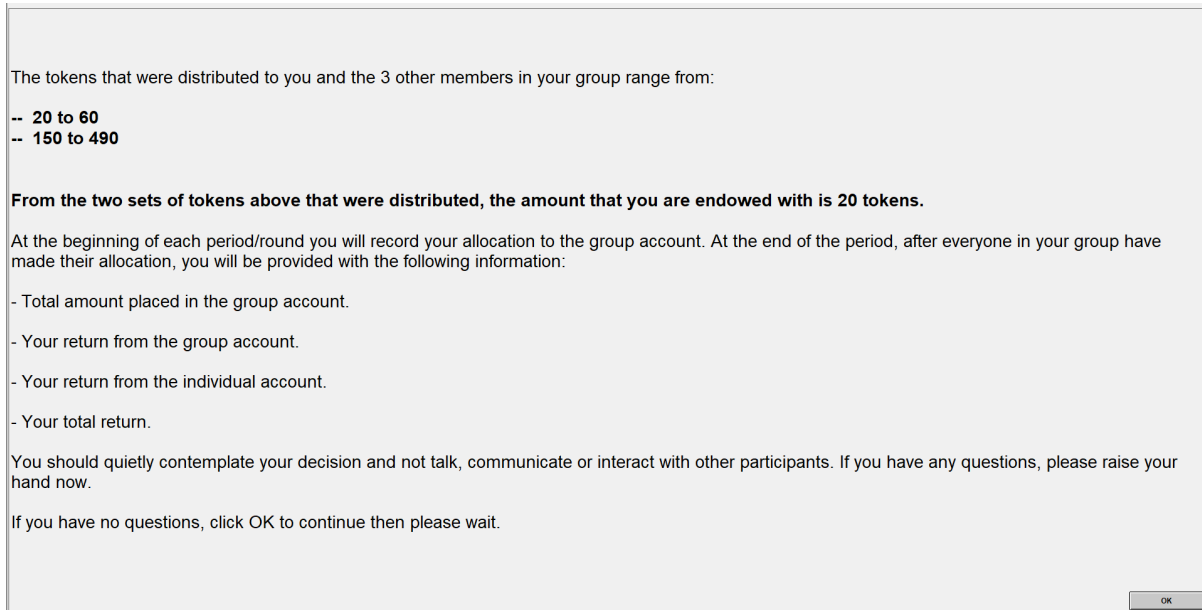 The tokens that were distributed to you and the 3 other members in your group range from:
-- 20 to 60
-- 150 to 490
From the two sets of tokens above that were distributed, the amount that you are endowed with is 20 tokens.
At the beginning of each period/round you will record your allocation to the group account. At the end of the period, after everyone in your group have
made their allocation, you will be provided with the following information:
- Total amount placed in the group account.
- Your return from the group account.
- Your return from the individual account.
- Your total return.
You should quietly contemplate your decision and not talk, communicate or interact with other participants. If you have any questions, please raise your
hand now.
If you have no questions, click OK to continue then please wait.
OK